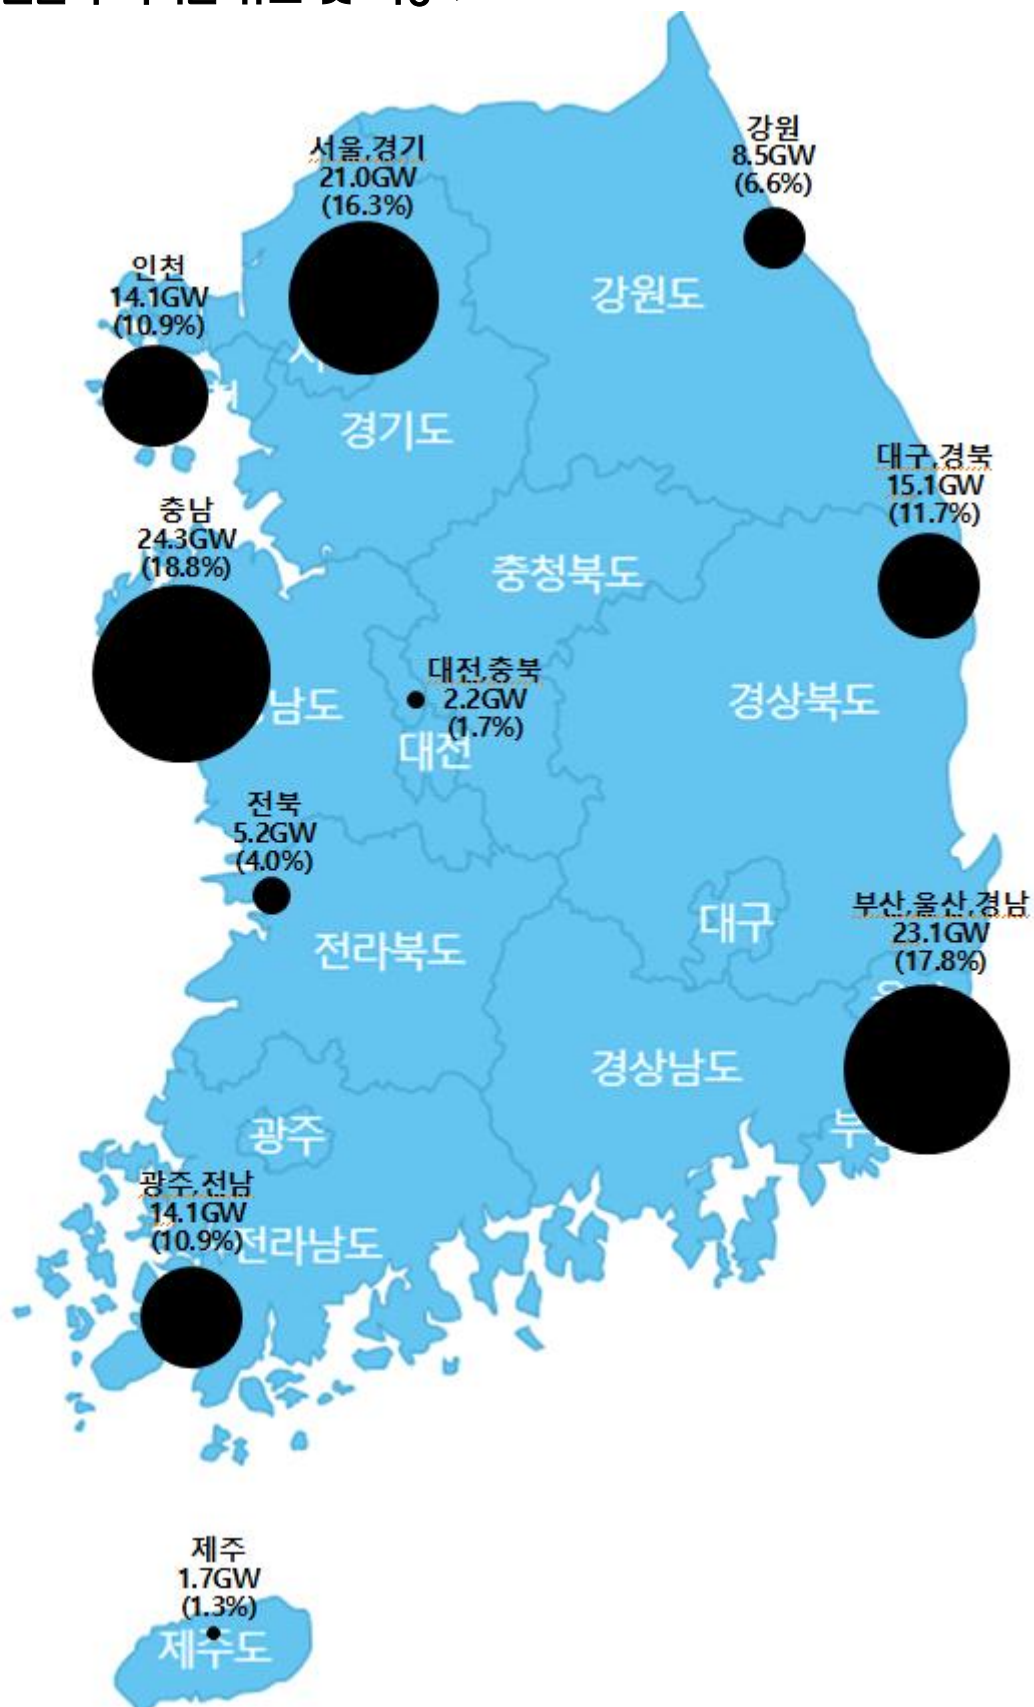 강원
8.5GW
(6.6%)
서울,경기
21.0GW
(16.3%)
인천
14.1GW
(10.9%)
강원도
경기도
대구,경북
15.1GW
(11.7%)
충남
24.3GW
(18.8%)
충청북도
대전,충북
2.2GW
(1.7%)
남도
대전
경상북도
전북
5.2GW
(4.0%)
대구
부산,울산,경남
23.1GW
(17.8%)
전라북도
경상남도
광주
광주,전남
14.1GW
(10.9%)
전라남도
제주
1.7GW
(1.3%)
제주도